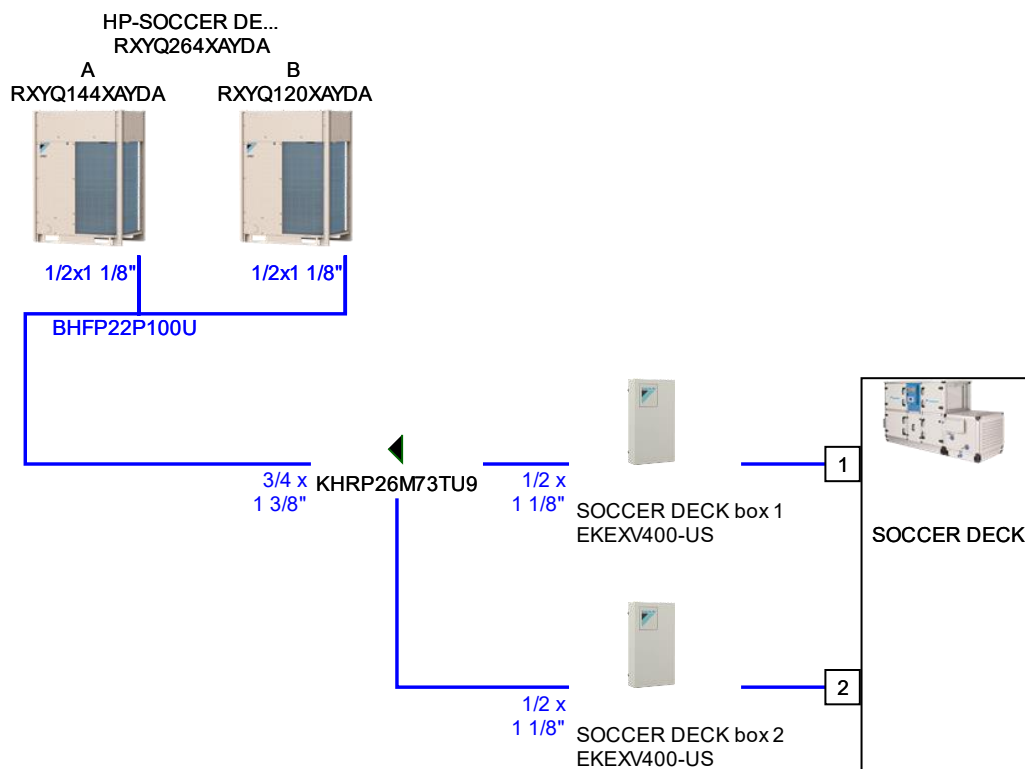 HP-SOCCER DE...
RXYQ264XAYDA
A
RXYQ144XAYDA
B
RXYQ120XAYDA
1/2x1 1/8"
1/2x1 1/8"
BHFP22P100U
3/4 x
1 3/8"
KHRP26M73TU9
1/2 x
1 1/8"
SOCCER DECK box 1
EKEXV400-US
1
SOCCER DECK
1/2 x
1 1/8"
SOCCER DECK box 2
EKEXV400-US
2